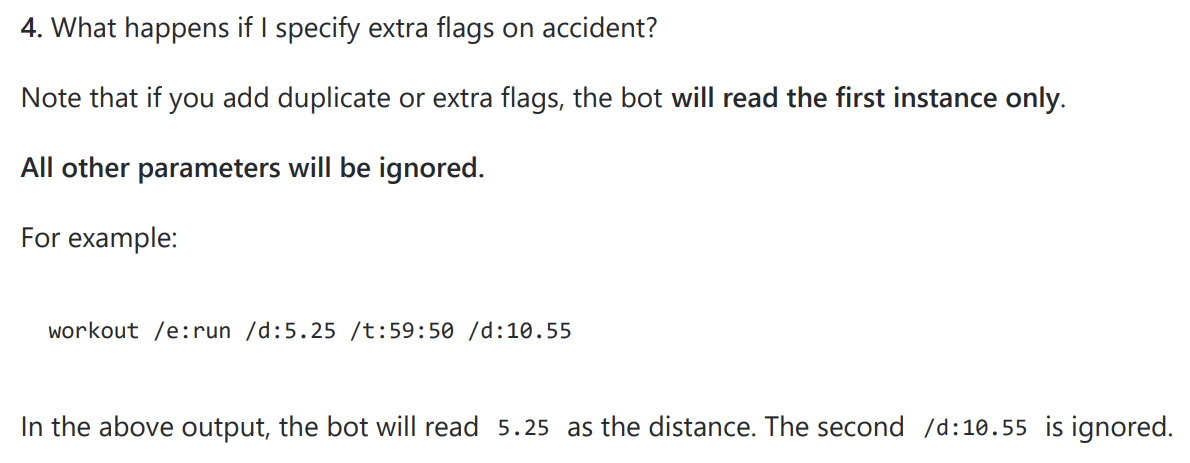 4. What happens if I specify extra flags on accident?
Note that if you add duplicate or extra flags, the bot will read the first instance only.
All other parameters will be ignored.
For example:
workout /e:run /d:5.25 /t:59:50 /d:10.55
In the above output, the bot will read 5.25 as the distance. The second /d:10.55 is ignored.